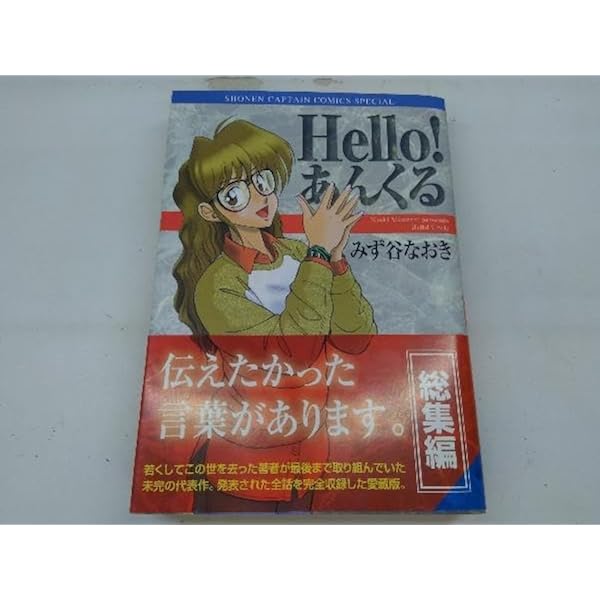 SHONEN CAPTAIN COMICS SPECIAL
Hello!
あんくる
みず谷なおき
伝えたかった
言葉があります。
総集編
若くしてこの世を去った著者が最後まで取り組んでいた
未完の代表作。発表された全話を完全収録した愛蔵版。